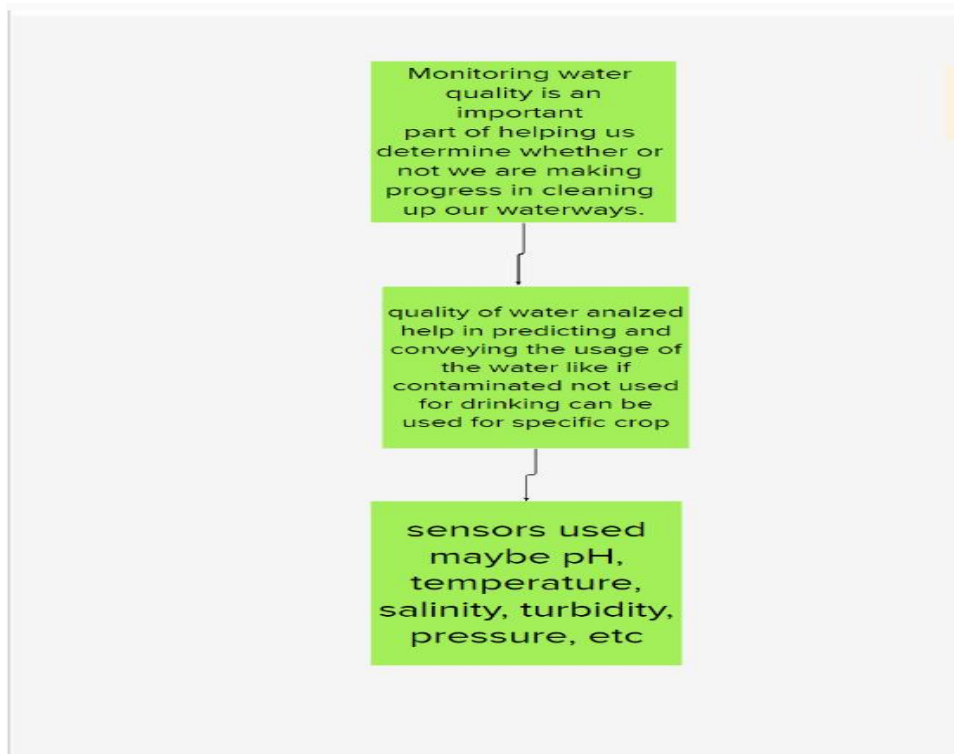 Monitoring water
quality is an
important
part of helping us
determine whether or
not we are making
progress in cleaning
up our waterways.
quality of water analzed
help in predicting and
conveying the usage of
the water like if
contaminated not used
for drinking can be
used for specific crop
sensors used
maybe pH,
temperature,
salinity, turbidity,
pressure, etc